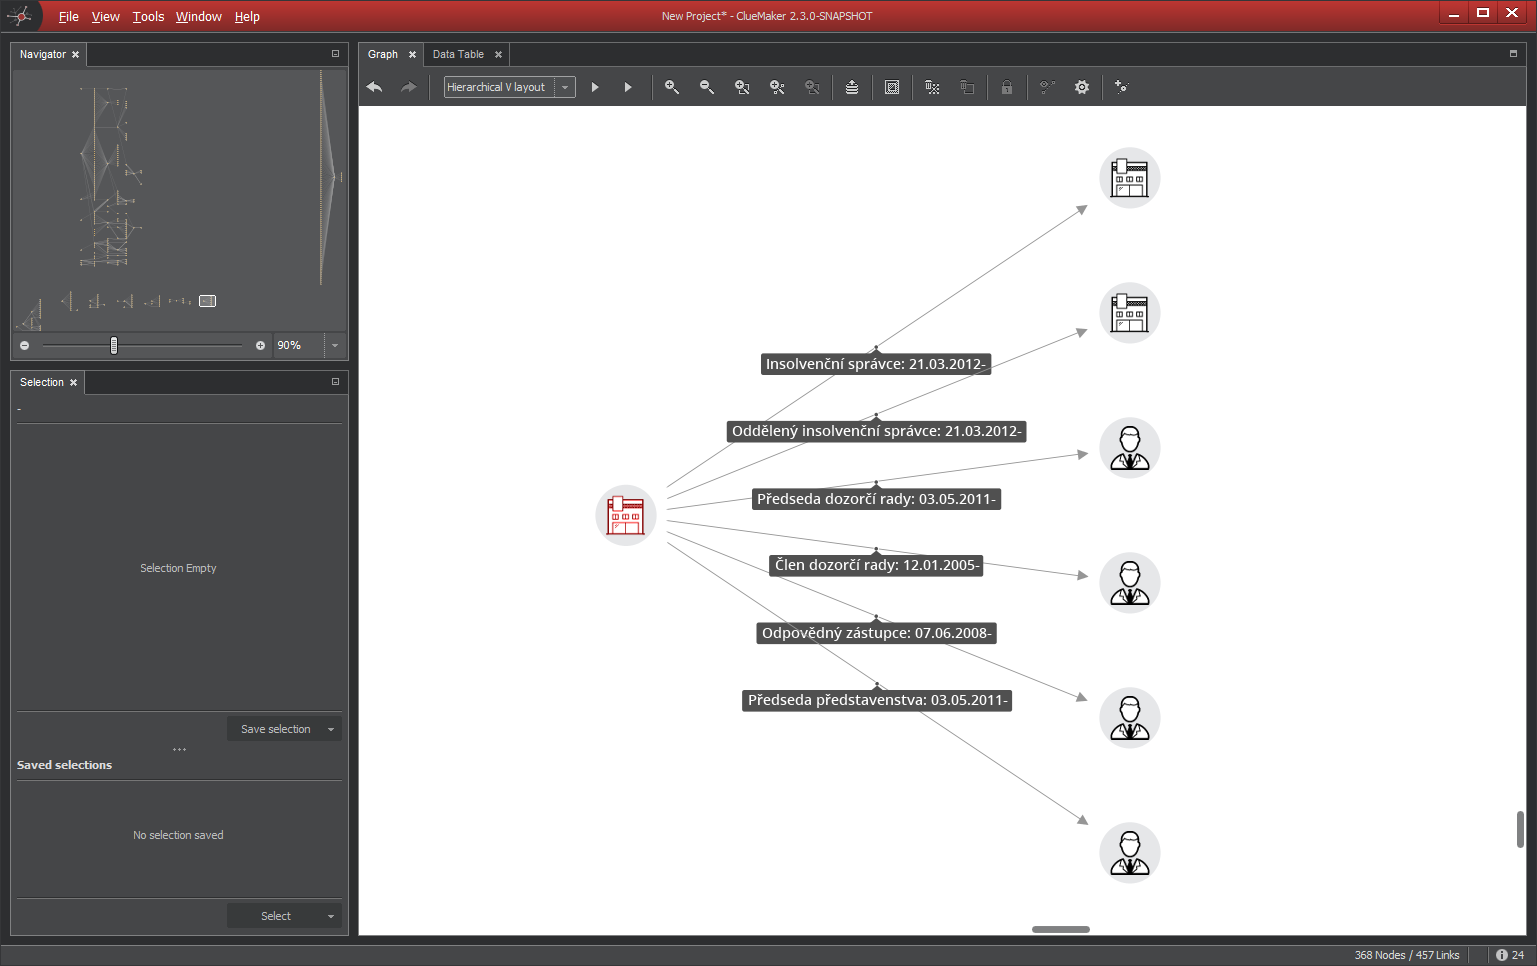 File View Tools Window Help
New Project* - ClueMaker 2.3.0-SNAPSHOT
Navigator
90%
Selection
-
Selection Empty
Save selection
Saved selections
No selection saved
Select
Graph
Data Table
Hierarchical V layout
Insolvenční správce: 21.03.2012-
Oddělený insolvenční správce: 21.03.2012-
Předseda dozorčí rady: 03.05.2011-
Člen dozorčí rady: 12.01.2005-
Odpovědný zástupce: 07.06.2008-
Předseda představenstva: 03.05.2011-
368 Nodes / 457 Links
24